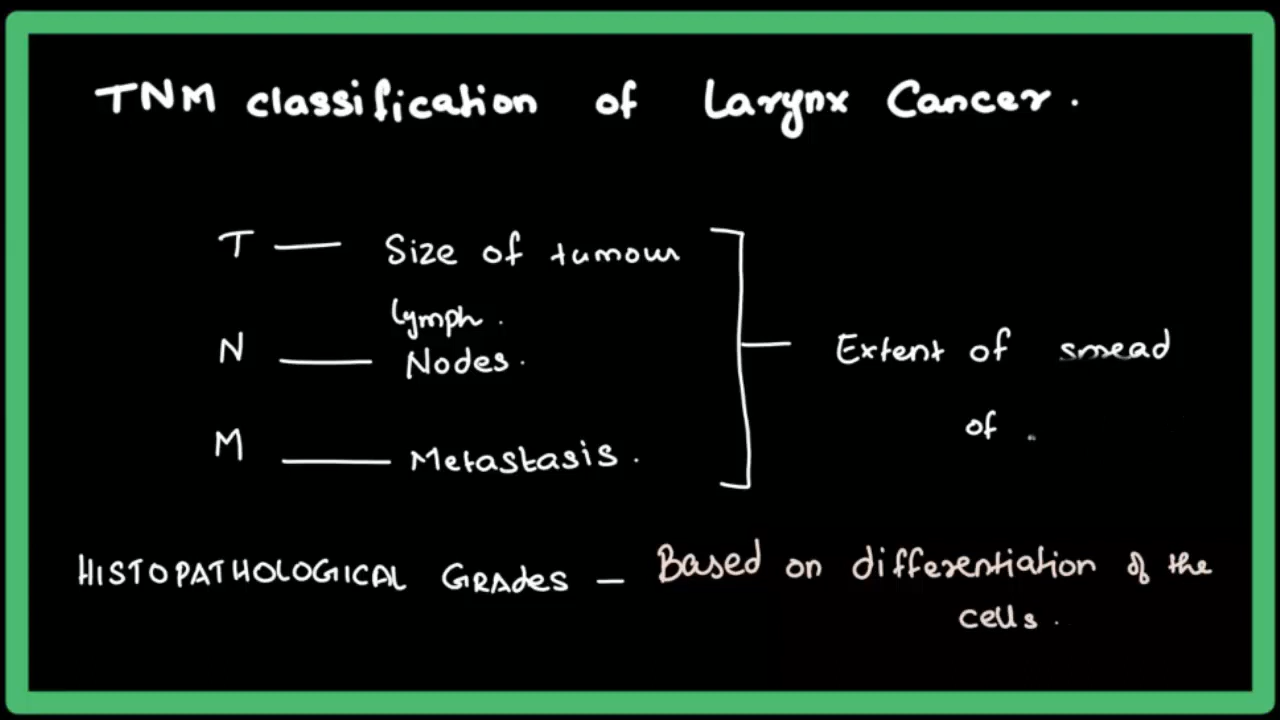 TNM classification of Larynx Cancer.
T — Size of tumour
Lymph.
N — Nodes.
Extent of smead
of
M — Metastasis.
HISTOPATHOLOGICAL GRADES — Based on differentiation of the
cells.